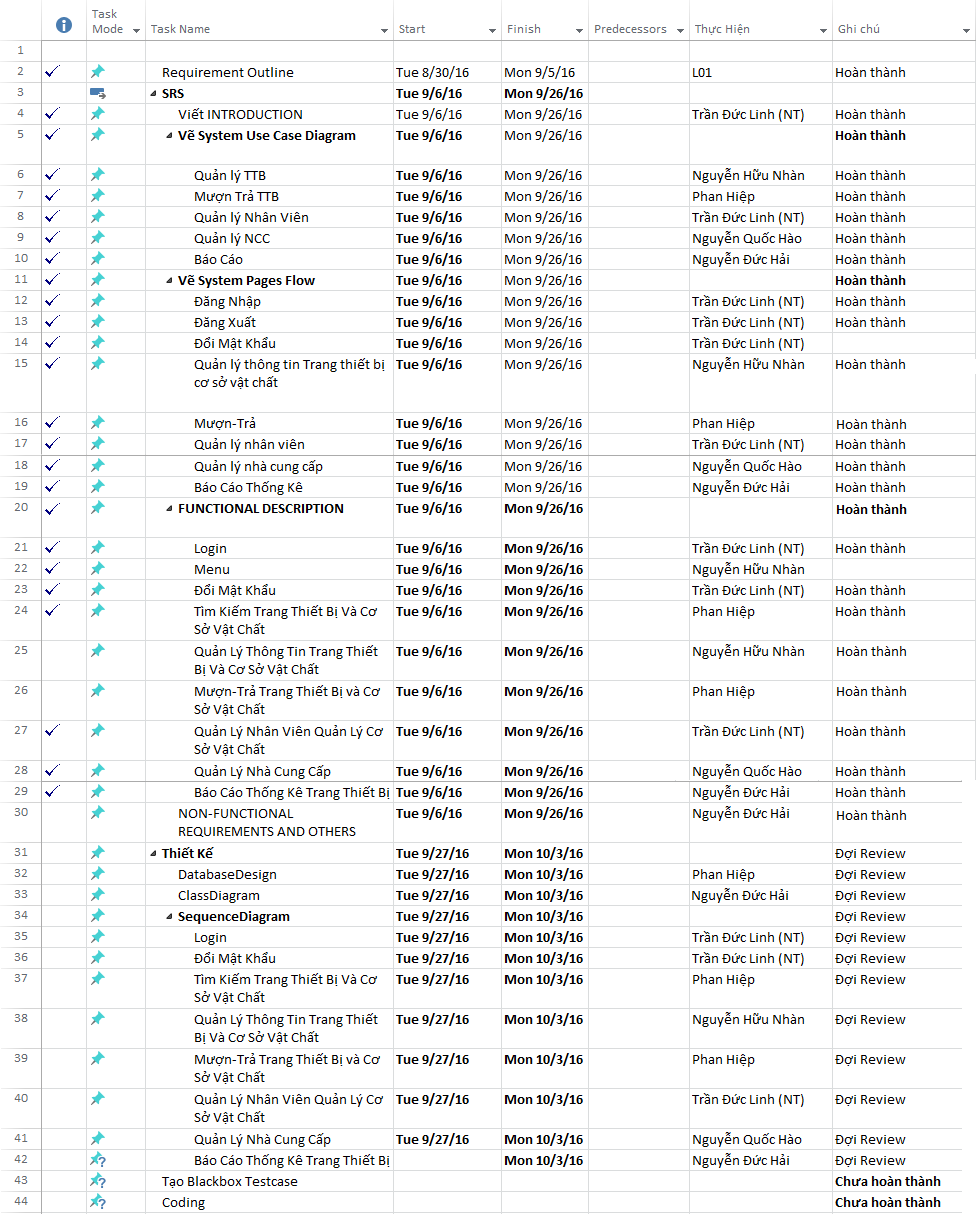 Task Mode Task Name Start Finish Predecessors Thực Hiện Ghi chú
1
2 Requirement Outline Tue 8/30/16 Mon 9/5/16 L01 Hoàn thành
3 SRS Tue 9/6/16 Mon 9/26/16
4 Viết INTRODUCTION Tue 9/6/16 Mon 9/26/16 Trần Đức Linh (NT) Hoàn thành
5 Vẽ System Use Case Diagram Tue 9/6/16 Mon 9/26/16 Hoàn thành
6 Quản lý TTB Tue 9/6/16 Mon 9/26/16 Nguyễn Hữu Nhàn Hoàn thành
7 Mượn Trả TTB Tue 9/6/16 Mon 9/26/16 Phan Hiệp Hoàn thành
8 Quản lý Nhân Viên Tue 9/6/16 Mon 9/26/16 Trần Đức Linh (NT) Hoàn thành
9 Quản lý NCC Tue 9/6/16 Mon 9/26/16 Nguyễn Quốc Hào Hoàn thành
10 Báo Cáo Tue 9/6/16 Mon 9/26/16 Nguyễn Đức Hải Hoàn thành
11 Vẽ System Pages Flow Tue 9/6/16 Mon 9/26/16 Hoàn thành
12 Đăng Nhập Tue 9/6/16 Mon 9/26/16 Trần Đức Linh (NT) Hoàn thành
13 Đăng Xuất Tue 9/6/16 Mon 9/26/16 Trần Đức Linh (NT) Hoàn thành
14 Đổi Mật Khẩu Tue 9/6/16 Mon 9/26/16 Trần Đức Linh (NT)
15 Quản lý thông tin Trang thiết bị Tue 9/6/16 Mon 9/26/16 Nguyễn Hữu Nhàn Hoàn thành
cơ sở vật chất
16 Mượn-Trả Tue 9/6/16 Mon 9/26/16 Phan Hiệp Hoàn thành
17 Quản lý nhân viên Tue 9/6/16 Mon 9/26/16 Trần Đức Linh (NT) Hoàn thành
18 Quản lý nhà cung cấp Tue 9/6/16 Mon 9/26/16 Nguyễn Quốc Hào Hoàn thành
19 Báo Cáo Thống Kê Tue 9/6/16 Mon 9/26/16 Nguyễn Đức Hải Hoàn thành
20 FUNCTIONAL DESCRIPTION Tue 9/6/16 Mon 9/26/16 Hoàn thành
21 Login Tue 9/6/16 Mon 9/26/16 Trần Đức Linh (NT) Hoàn thành
22 Menu Tue 9/6/16 Mon 9/26/16 Nguyễn Hữu Nhàn
23 Đổi Mật Khẩu Tue 9/6/16 Mon 9/26/16 Trần Đức Linh (NT) Hoàn thành
24 Tìm Kiếm Trang Thiết Bị Và Cơ Tue 9/6/16 Mon 9/26/16 Phan Hiệp Hoàn thành
Sở Vật Chất
25 Quản Lý Thông Tin Trang Thiết Tue 9/6/16 Mon 9/26/16 Nguyễn Hữu Nhàn Hoàn thành
Bị Và Cơ Sở Vật Chất
26 Mượn-Trả Trang Thiết Bị và Cơ Tue 9/6/16 Mon 9/26/16 Phan Hiệp Hoàn thành
Sở Vật Chất
27 Quản Lý Nhân Viên Quản Lý Cơ Tue 9/6/16 Mon 9/26/16 Trần Đức Linh (NT) Hoàn thành
Sở Vật Chất
28 Quản Lý Nhà Cung Cấp Tue 9/6/16 Mon 9/26/16 Nguyễn Quốc Hào Hoàn thành
29 Báo Cáo Thống Kê Trang Thiết Bị Tue 9/6/16 Mon 9/26/16 Nguyễn Đức Hải Hoàn thành
30 NON-FUNCTIONAL Tue 9/6/16 Mon 9/26/16 Nguyễn Đức Hải Hoàn thành
REQUIREMENTS AND OTHERS
31 Thiết Kế Tue 9/27/16 Mon 10/3/16 Đợi Review
32 DatabaseDesign Tue 9/27/16 Mon 10/3/16 Phan Hiệp Đợi Review
33 ClassDiagram Tue 9/27/16 Mon 10/3/16 Nguyễn Đức Hải Đợi Review
34 SequenceDiagram Tue 9/27/16 Mon 10/3/16 Đợi Review
35 Login Tue 9/27/16 Mon 10/3/16 Trần Đức Linh (NT) Đợi Review
36 Đổi Mật Khẩu Tue 9/27/16 Mon 10/3/16 Trần Đức Linh (NT) Đợi Review
37 Tìm Kiếm Trang Thiết Bị Và Cơ Tue 9/27/16 Mon 10/3/16 Phan Hiệp Đợi Review
Sở Vật Chất
38 Quản Lý Thông Tin Trang Thiết Tue 9/27/16 Mon 10/3/16 Nguyễn Hữu Nhàn Đợi Review
Bị Và Cơ Sở Vật Chất
39 Mượn-Trả Trang Thiết Bị và Cơ Tue 9/27/16 Mon 10/3/16 Phan Hiệp Đợi Review
Sở Vật Chất
40 Quản Lý Nhân Viên Quản Lý Cơ Tue 9/27/16 Mon 10/3/16 Trần Đức Linh (NT) Đợi Review
Sở Vật Chất
41 Quản Lý Nhà Cung Cấp Tue 9/27/16 Mon 10/3/16 Nguyễn Quốc Hào Đợi Review
42 Báo Cáo Thống Kê Trang Thiết Bị Mon 10/3/16 Nguyễn Đức Hải Đợi Review
43 Tạo Blackbox Testcase Chưa hoàn thành
44 Coding Chưa hoàn thành